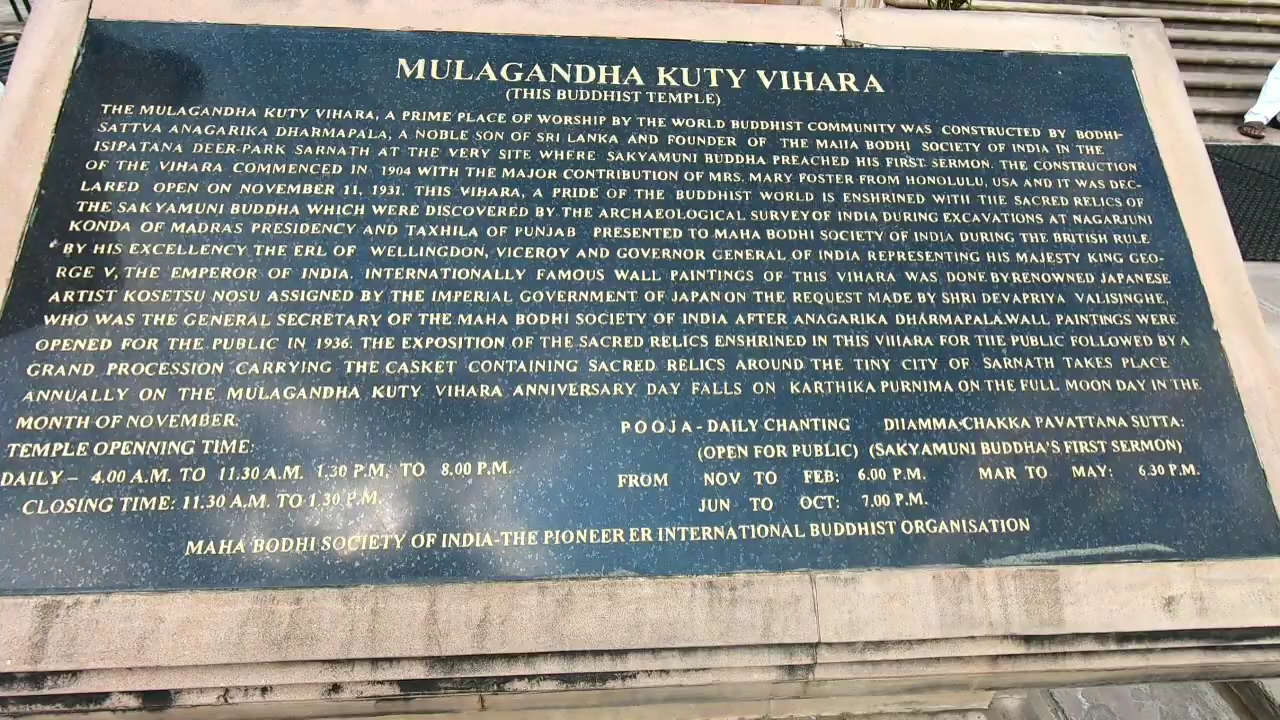 MULAGANDHA KUTY VIHARA
(THIS BUDDHIST TEMPLE)
THE MULAGANDHA KUTY VIHARA, A PRIME PLACE OF WORSHIP BY THE WORLD BUDDHIST COMMUNITY WAS CONSTRUCTED BY BODHI-
SATTVA ANAGARIKA DHARMAPALA, A NOBLE SON OF SRI LANKA AND FOUNDER OF THE MAHA BODHI SOCIETY OF INDIA IN THE
ISIPATANA DEER-PARK SARNATH AT THE VERY SITE WHERE SAKYAMUNI BUDDHA PREACHED HIS FIRST SERMON. THE CONSTRUCTION
OF THE VIHARA COMMENCED IN 1904 WITH THE MAJOR CONTRIBUTION OF MRS. MARY FOSTER FROM HONOLULU, USA AND IT WAS DEC-
LARED OPEN ON NOVEMBER 11, 1931. THIS VIHARA, A PRIDE OF THE BUDDHIST WORLD IS ENSHRINED WITH THE SACRED RELICS OF
THE SAKYAMUNI BUDDHA WHICH WERE DISCOVERED BY THE ARCHAEOLOGICAL SURVEY OF INDIA DURING EXCAVATIONS AT NAGARJUNI
KONDA OF MADRAS PRESIDENCY AND TAXHILA OF PUNJAB PRESENTED TO MAHA BODHI SOCIETY OF INDIA DURING THE BRITISH RULE
BY HIS EXCELLENCY THE ERL OF WELLINGDON, VICEROY AND GOVERNOR GENERAL OF INDIA REPRESENTING HIS MAJESTY KING GEO-
RGE V, THE EMPEROR OF INDIA. INTERNATIONALLY FAMOUS WALL PAINTINGS OF THIS VIHARA WAS DONE BY RENOWNED JAPANESE
ARTIST KOSETSU NOSU ASSIGNED BY THE IMPERIAL GOVERNMENT OF JAPAN ON THE REQUEST MADE BY SHRI DEVAPRIYA VALISINGHE,
WHO WAS THE GENERAL SECRETARY OF THE MAHA BODHI SOCIETY OF INDIA AFTER ANAGARIKA DHARMAPALA.WALL PAINTINGS WERE
OPENED FOR THE PUBLIC IN 1936. THE EXPOSITION OF THE SACRED RELICS ENSHRINED IN THIS VIHARA FOR THE PUBLIC FOLLOWED BY A
GRAND PROCESSION CARRYING THE CASKET CONTAINING SACRED RELICS AROUND THE TINY CITY OF SARNATH TAKES PLACE
ANNUALLY ON THE MULAGANDHA KUTY VIHARA ANNIVERSARY DAY FALLS ON KARTHIKA PURNIMA ON THE FULL MOON DAY IN THE
MONTH OF NOVEMBER.
TEMPLE OPENNING TIME:
DAILY – 4.00 A.M. TO 11.30 A.M. 1.30 P.M. TO 8.00 P.M.
CLOSING TIME: 11.30 A.M. TO 1.30 P.M.
POOJA - DAILY CHANTING DHAMMA-CHAKKA PAVATTANA SUTTA:
(OPEN FOR PUBLIC) (SAKYAMUNI BUDDHA'S FIRST SERMON)
FROM NOV TO FEB: 6.00 P.M. MAR TO MAY: 6.30 P.M.
JUN TO OCT: 7.00 P.M.
MAHA BODHI SOCIETY OF INDIA-THE PIONEER ER INTERNATIONAL BUDDHIST ORGANISATION